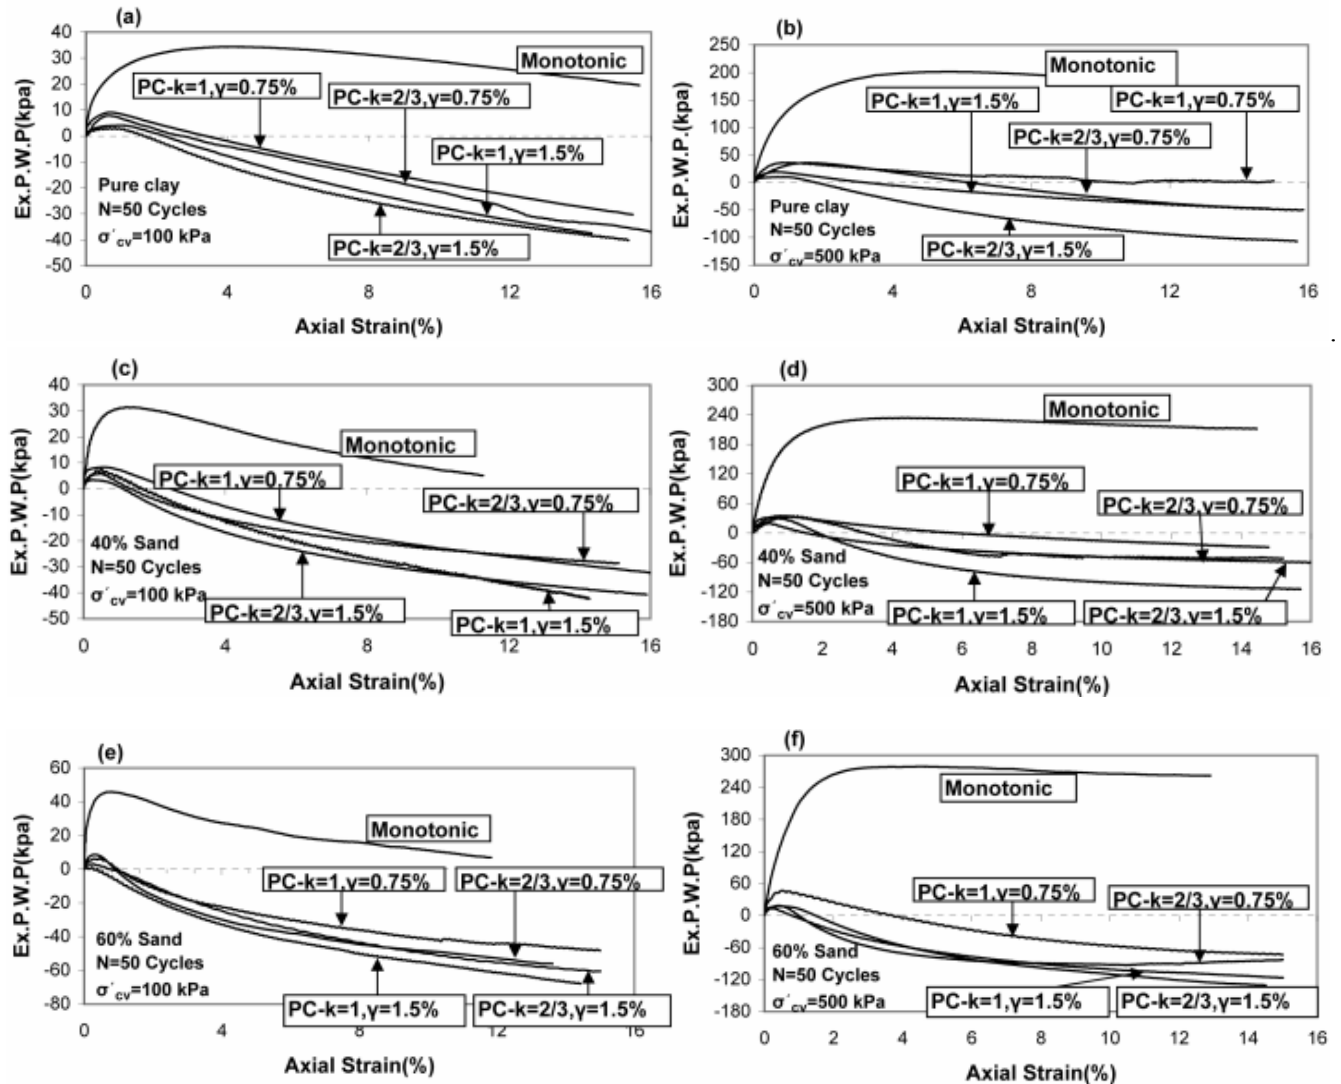 (a)
Ex.P.W.P(kpa)
40
30
20
10
0
-10
-20
-30
-40
-50
Monotonic
PC-k=1,γ=0.75%
PC-k=2/3,γ=0.75%
PC-k=1,γ=1.5%
Pure clay
N=50 Cycles
σ´cv=100 kPa
PC-k=2/3,γ=1.5%
0 4 8 12 16
Axial Strain(%)
(b)
Ex.P.W.P.(kpa)
250
200
150
100
50
0
-50
-100
-150
Monotonic
PC-k=1,γ=1.5%
PC-k=1,γ=0.75%
PC-k=2/3,γ=0.75%
Pure clay
N=50 Cycles
σ´cv=500 kPa
PC-k=2/3,γ=1.5%
0 2 4 6 8 10 12 14 16
Axial Strain(%)
(c)
Ex.P.W.P(kpa)
40
30
20
10
0
-10
-20
-30
-40
-50
Monotonic
PC-k=1,γ=0.75%
PC-k=2/3,γ=0.75%
40% Sand
N=50 Cycles
σ´cv=100 kPa
PC-k=2/3,γ=1.5%
PC-k=1,γ=1.5%
0 4 8 12 16
Axial Strain(%)
(d)
Ex.P.W.P(kpa)
300
240
180
120
60
0
-60
-120
-180
Monotonic
PC-k=1,γ=0.75%
PC-k=2/3,γ=0.75%
40% Sand
N=50 Cycles
σ´cv=500 kPa
PC-k=1,γ=1.5%
PC-k=2/3,γ=1.5%
0 2 4 6 8 10 12 14 16
Axial Strain(%)
(e)
Ex.P.W.P(kpa)
60
40
20
0
-20
-40
-60
-80
Monotonic
PC-k=1,γ=0.75%
PC-k=2/3,γ=0.75%
60% Sand
N=50 Cycles
σ´cv=100 kPa
PC-k=1,γ=1.5%
PC-k=2/3,γ=1.5%
0 4 8 12 16
Axial Strain(%)
(f)
Ex.P.W.P(kpa)
300
240
180
120
60
0
-60
-120
-180
Monotonic
PC-k=1,γ=0.75%
PC-k=2/3,γ=0.75%
60% Sand
N=50 Cycles
σ´cv=500 kPa
PC-k=1,γ=1.5%
PC-k=2/3,γ=1.5%
0 2 4 6 8 10 12 14 16
Axial Strain(%)